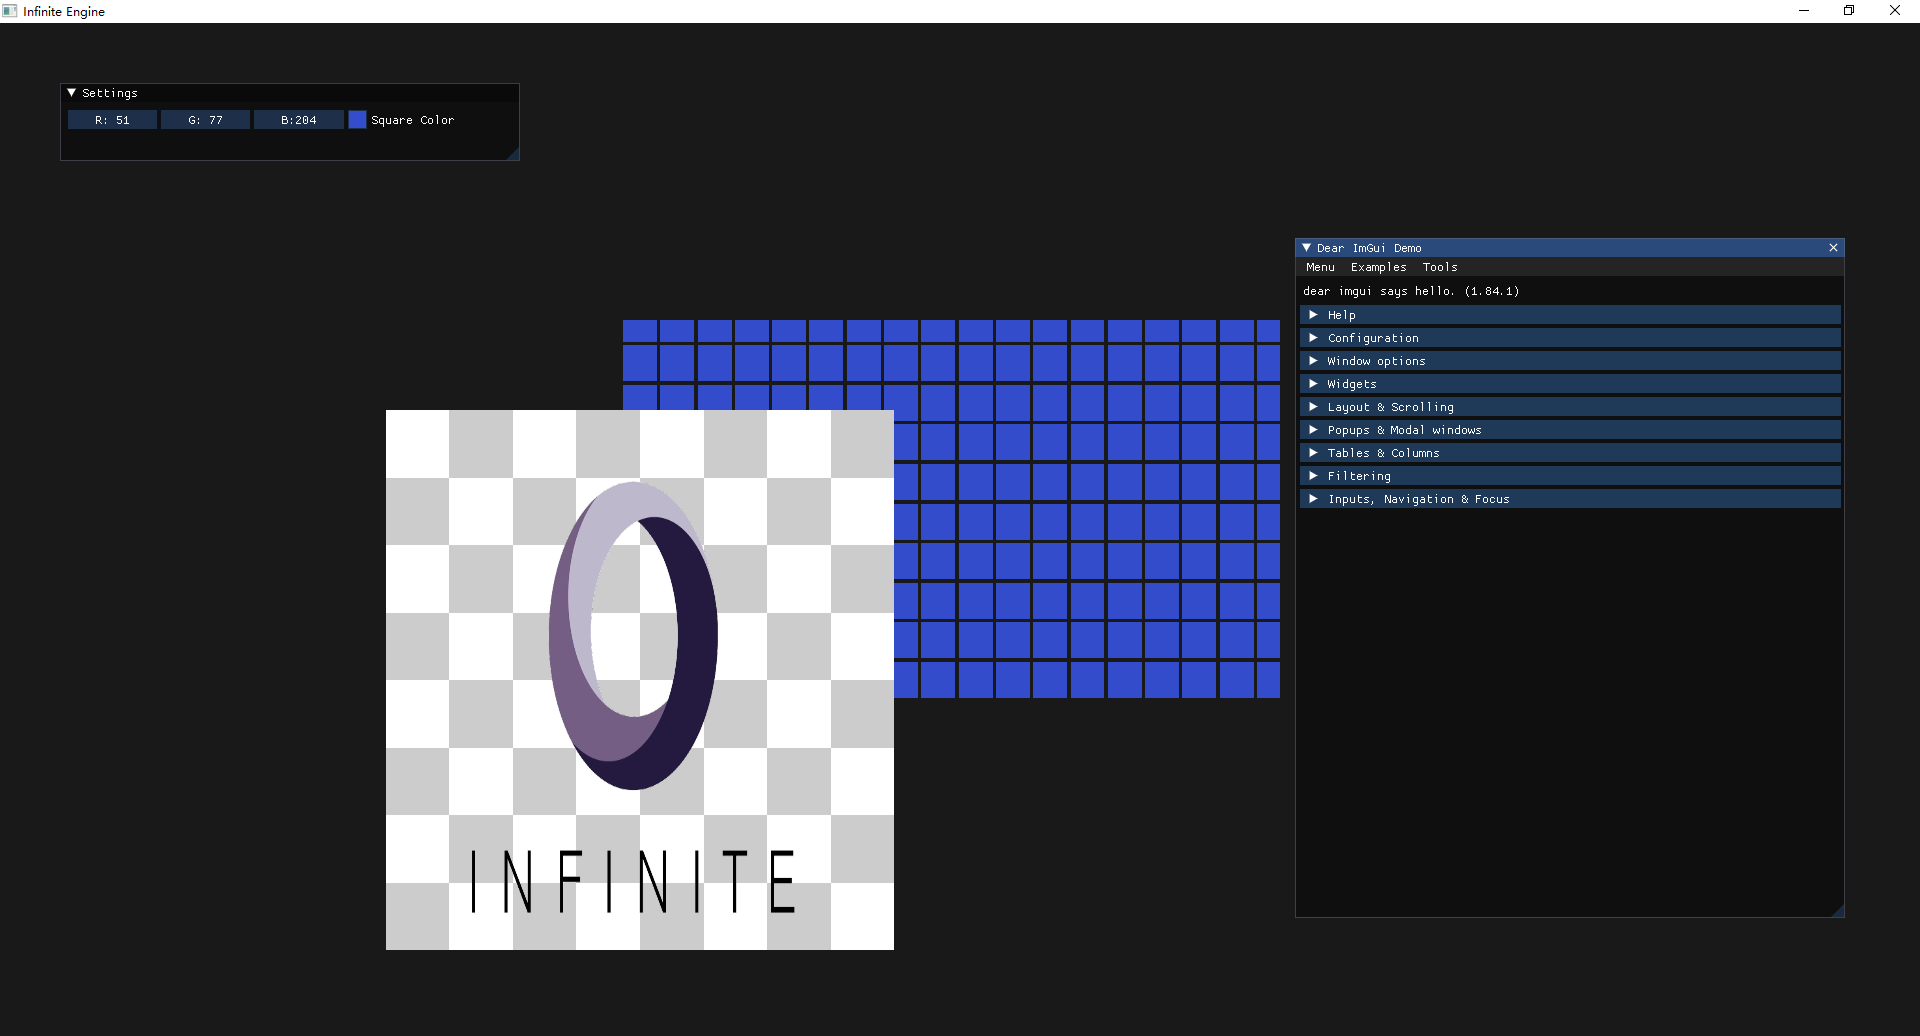 Infinite Engine
Settings
R: 51 G: 77 B:204 Square Color
Dear ImGui Demo
Menu Examples Tools
dear imgui says hello. (1.84.1)
Help
Configuration
Window options
Widgets
Layout & Scrolling
Popups & Modal windows
Tables & Columns
Filtering
Inputs, Navigation & Focus
INFINITE